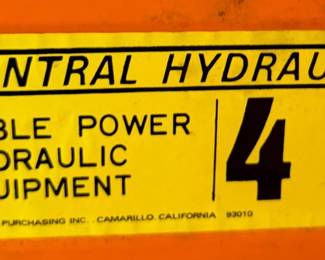 NTRAL HYDRAU
BLE POWER
DRAULIC
UIPMENT
4
PURCHASING INC. . CAMARILLO. CALIFORNIA 93010